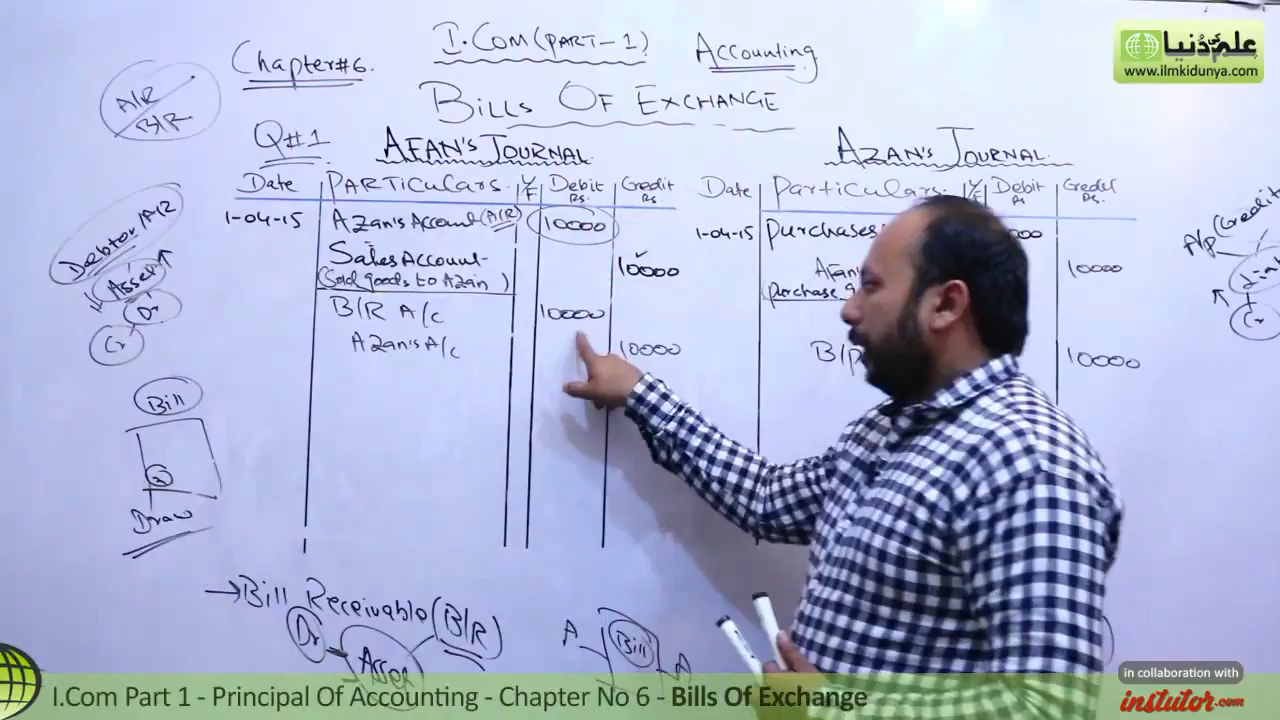 I.COM (PART-1) Accounting
Chapter#6.
BILLS OF EXCHANGE
A/R
B/R
Q#1
AFAN'S JOURNAL
Date PARTICULARS. V/F Debit Rs. Credit Rs.
1-04-15 Azan's Account (A/R) 10000
Sales Account 10000
(Sold goods to Azan)
B/R A/C 10000
Azan's A/C 10000
AZAN'S JOURNAL
Date Particulars. V/F Debit Rs Credit Rs.
1-04-15 purchases
10000
(purchase
B/P 10000
Debtor/A/R
Asset
Dr
Cr
Bill
Draw
A/P (Credit
Cr
→Bill Receivable (B/R)
Dr
Asset
A Bill A
علم کی دنیا
www.ilmkidunya.com
in collaboration with
instutor.com
I.Com Part 1 - Principal Of Accounting - Chapter No 6 - Bills Of Exchange